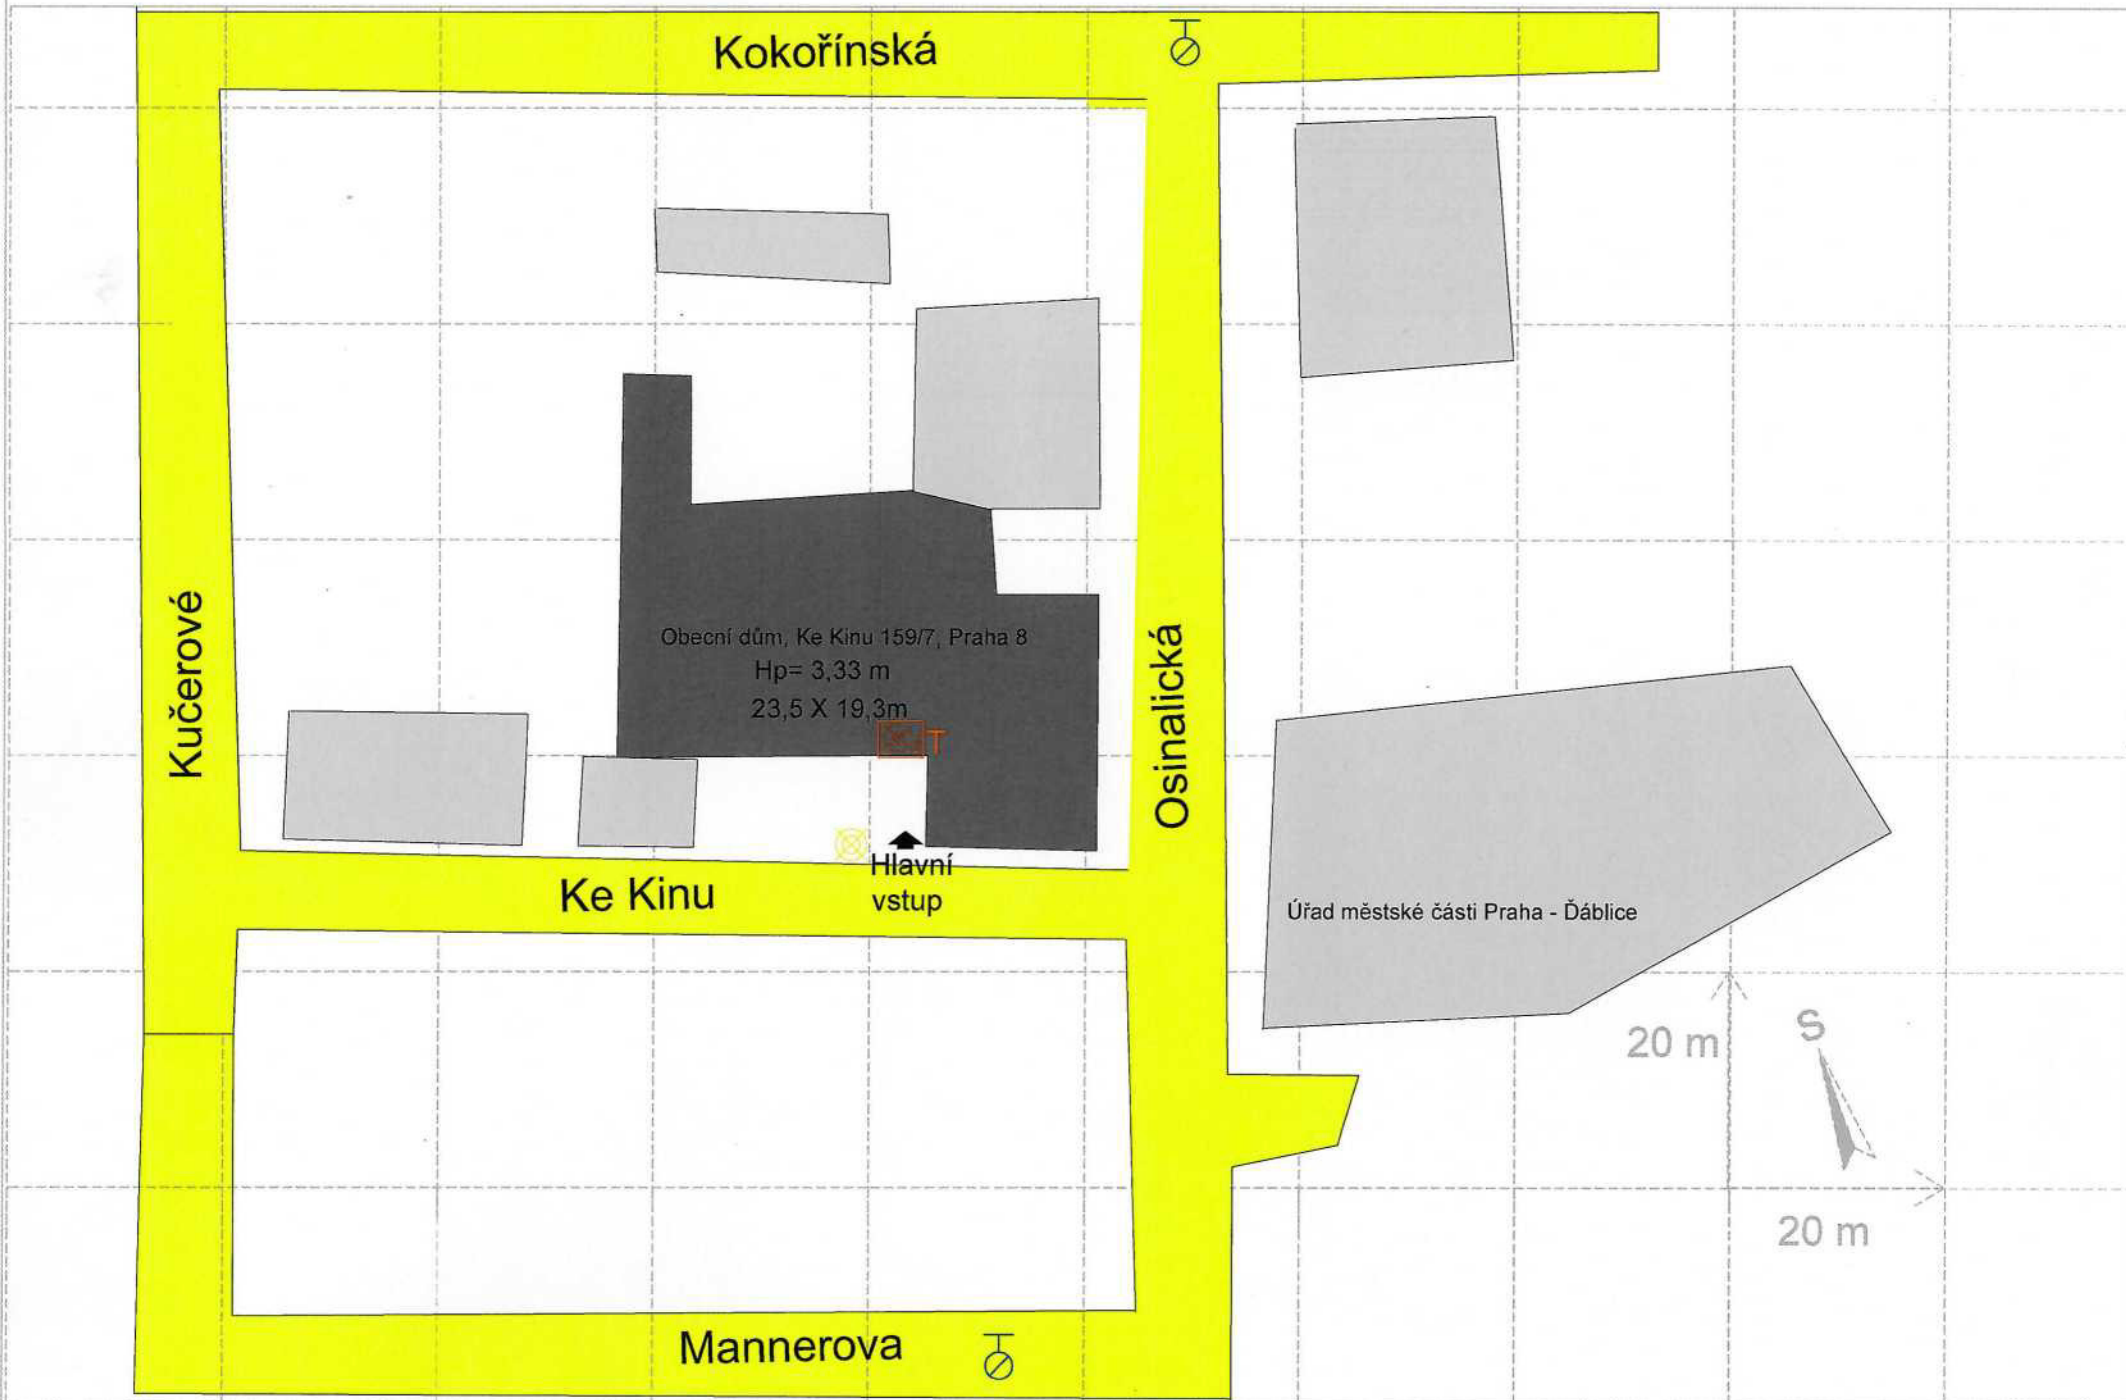 Kokořínská
Kučerové
Obecní dům, Ke Kinu 159/7, Praha 8
Hp= 3,33 m
23,5 X 19,3m
T
Osinalická
Hlavní
vstup
Ke Kinu
Úřad městské části Praha - Ďáblice
20 m
S
20 m
Mannerova